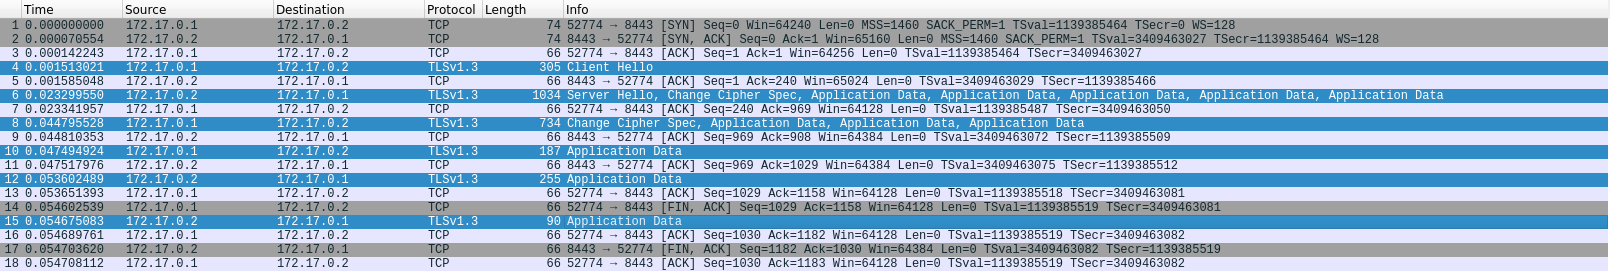 Time Source Destination Protocol Length Info
1 0.000000000 172.17.0.1 172.17.0.2 TCP 74 52774 → 8443 [SYN] Seq=0 Win=64240 Len=0 MSS=1460 SACK_PERM=1 TSval=1139385464 TSecr=0 WS=128
2 0.000070554 172.17.0.2 172.17.0.1 TCP 74 8443 → 52774 [SYN, ACK] Seq=0 Ack=1 Win=65160 Len=0 MSS=1460 SACK_PERM=1 TSval=3409463027 TSecr=1139385464 WS=128
3 0.000142243 172.17.0.1 172.17.0.2 TCP 66 52774 → 8443 [ACK] Seq=1 Ack=1 Win=64256 Len=0 TSval=1139385464 TSecr=3409463027
4 0.001513021 172.17.0.1 172.17.0.2 TLSv1.3 305 Client Hello
5 0.001585048 172.17.0.2 172.17.0.1 TCP 66 8443 → 52774 [ACK] Seq=1 Ack=240 Win=65024 Len=0 TSval=3409463029 TSecr=1139385466
6 0.023299550 172.17.0.2 172.17.0.1 TLSv1.3 1034 Server Hello, Change Cipher Spec, Application Data, Application Data, Application Data, Application Data, Application Data
7 0.023341957 172.17.0.1 172.17.0.2 TCP 66 52774 → 8443 [ACK] Seq=240 Ack=969 Win=64128 Len=0 TSval=1139385487 TSecr=3409463050
8 0.044795528 172.17.0.1 172.17.0.2 TLSv1.3 734 Change Cipher Spec, Application Data, Application Data, Application Data
9 0.044810353 172.17.0.2 172.17.0.1 TCP 66 8443 → 52774 [ACK] Seq=969 Ack=908 Win=64384 Len=0 TSval=3409463072 TSecr=1139385509
10 0.047494924 172.17.0.1 172.17.0.2 TLSv1.3 187 Application Data
11 0.047517976 172.17.0.2 172.17.0.1 TCP 66 8443 → 52774 [ACK] Seq=969 Ack=1029 Win=64384 Len=0 TSval=3409463075 TSecr=1139385512
12 0.053602489 172.17.0.2 172.17.0.1 TLSv1.3 255 Application Data
13 0.053651393 172.17.0.1 172.17.0.2 TCP 66 52774 → 8443 [ACK] Seq=1029 Ack=1158 Win=64128 Len=0 TSval=1139385518 TSecr=3409463081
14 0.054602539 172.17.0.1 172.17.0.2 TCP 66 52774 → 8443 [FIN, ACK] Seq=1029 Ack=1158 Win=64128 Len=0 TSval=1139385519 TSecr=3409463081
15 0.054675083 172.17.0.2 172.17.0.1 TLSv1.3 90 Application Data
16 0.054689761 172.17.0.1 172.17.0.2 TCP 66 52774 → 8443 [ACK] Seq=1030 Ack=1182 Win=64128 Len=0 TSval=1139385519 TSecr=3409463082
17 0.054703620 172.17.0.2 172.17.0.1 TCP 66 8443 → 52774 [FIN, ACK] Seq=1182 Ack=1030 Win=64384 Len=0 TSval=3409463082 TSecr=1139385519
18 0.054708112 172.17.0.1 172.17.0.2 TCP 66 52774 → 8443 [ACK] Seq=1030 Ack=1183 Win=64128 Len=0 TSval=1139385519 TSecr=3409463082